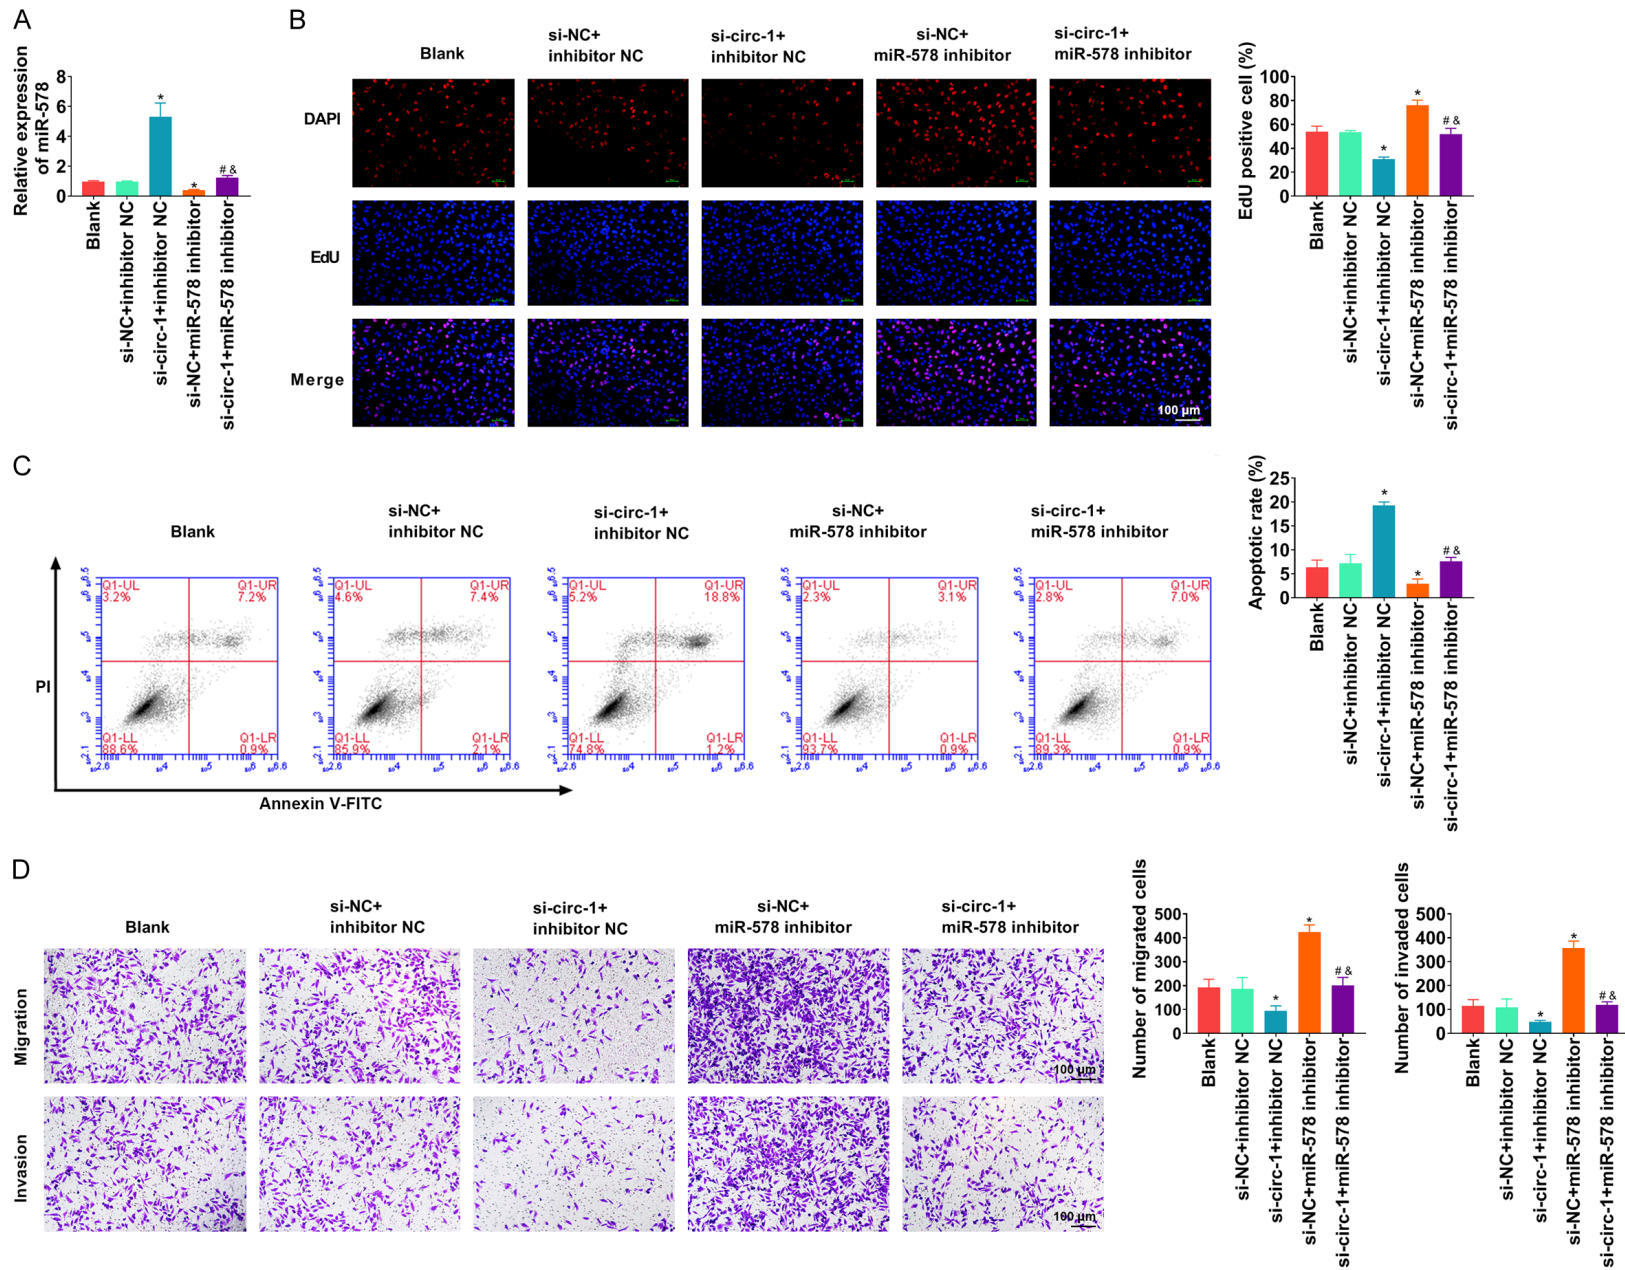 A
Relative expression
of miR-578
8
6
4
2
0
*
*
# &
Blank
si-NC+inhibitor NC
si-circ-1+inhibitor NC
si-NC+miR-578 inhibitor
si-circ-1+miR-578 inhibitor
B
Blank
si-NC+
inhibitor NC
si-circ-1+
inhibitor NC
si-NC+
miR-578 inhibitor
si-circ-1+
miR-578 inhibitor
DAPI
EdU
Merge
100 µm
EdU positive cell (%)
100
80
60
40
20
0
*
*
# &
Blank
si-NC+inhibitor NC
si-circ-1+inhibitor NC
si-NC+miR-578 inhibitor
si-circ-1+miR-578 inhibitor
C
Blank
si-NC+
inhibitor NC
si-circ-1+
inhibitor NC
si-NC+
miR-578 inhibitor
si-circ-1+
miR-578 inhibitor
PI
Q1-UL
3.2%
Q1-UR
7.2%
Q1-LL
88.6%
Q1-LR
0.9%
Q1-UL
4.6%
Q1-UR
7.4%
Q1-LL
85.9%
Q1-LR
2.1%
Q1-UL
5.2%
Q1-UR
18.8%
Q1-LL
74.8%
Q1-LR
1.2%
Q1-UL
2.3%
Q1-UR
3.1%
Q1-LL
93.7%
Q1-LR
0.9%
Q1-UL
2.8%
Q1-UR
7.0%
Q1-LL
89.3%
Q1-LR
0.9%
Annexin V-FITC
Apoptotic rate (%)
25
20
15
10
5
0
*
*
# &
Blank
si-NC+inhibitor NC
si-circ-1+inhibitor NC
si-NC+miR-578 inhibitor
si-circ-1+miR-578 inhibitor
D
Blank
si-NC+
inhibitor NC
si-circ-1+
inhibitor NC
si-NC+
miR-578 inhibitor
si-circ-1+
miR-578 inhibitor
Migration
100 µm
Invasion
100 µm
Number of migrated cells
500
400
300
200
100
0
*
*
# &
Blank
si-NC+inhibitor NC
si-circ-1+inhibitor NC
si-NC+miR-578 inhibitor
si-circ-1+miR-578 inhibitor
Number of invaded cells
500
400
300
200
100
0
*
*
# &
Blank
si-NC+inhibitor NC
si-circ-1+inhibitor NC
si-NC+miR-578 inhibitor
si-circ-1+miR-578 inhibitor